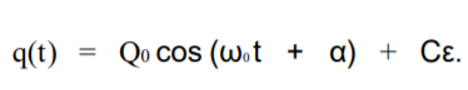 q(t) = Q₀ cos (ω₀t + α) + Cε.